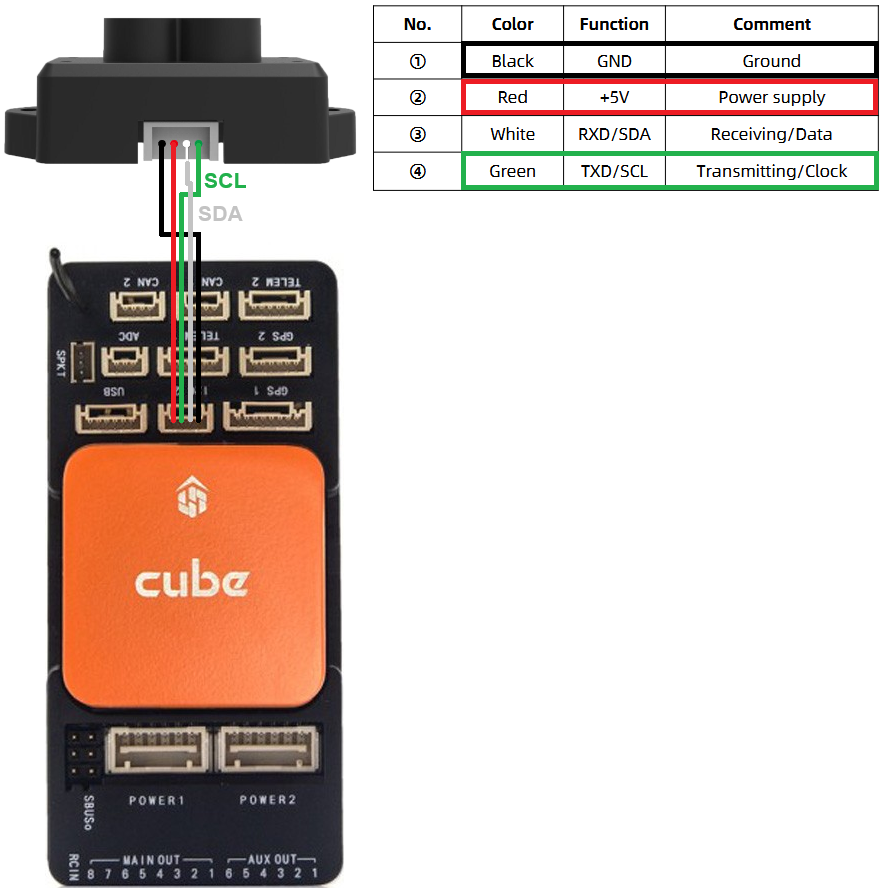 No. Color Function Comment
① Black GND Ground
② Red +5V Power supply
③ White RXD/SDA Receiving/Data
④ Green TXD/SCL Transmitting/Clock
SCL
SDA
CAN 2 CAN TELEM 2
SPKT ADC TELEM GPS 2
USB GPS 1
cube
POWER1 POWER2
SBUSo
RCIN MAIN OUT AUX OUT
8 7 6 5 4 3 2 1 6 5 4 3 2 1